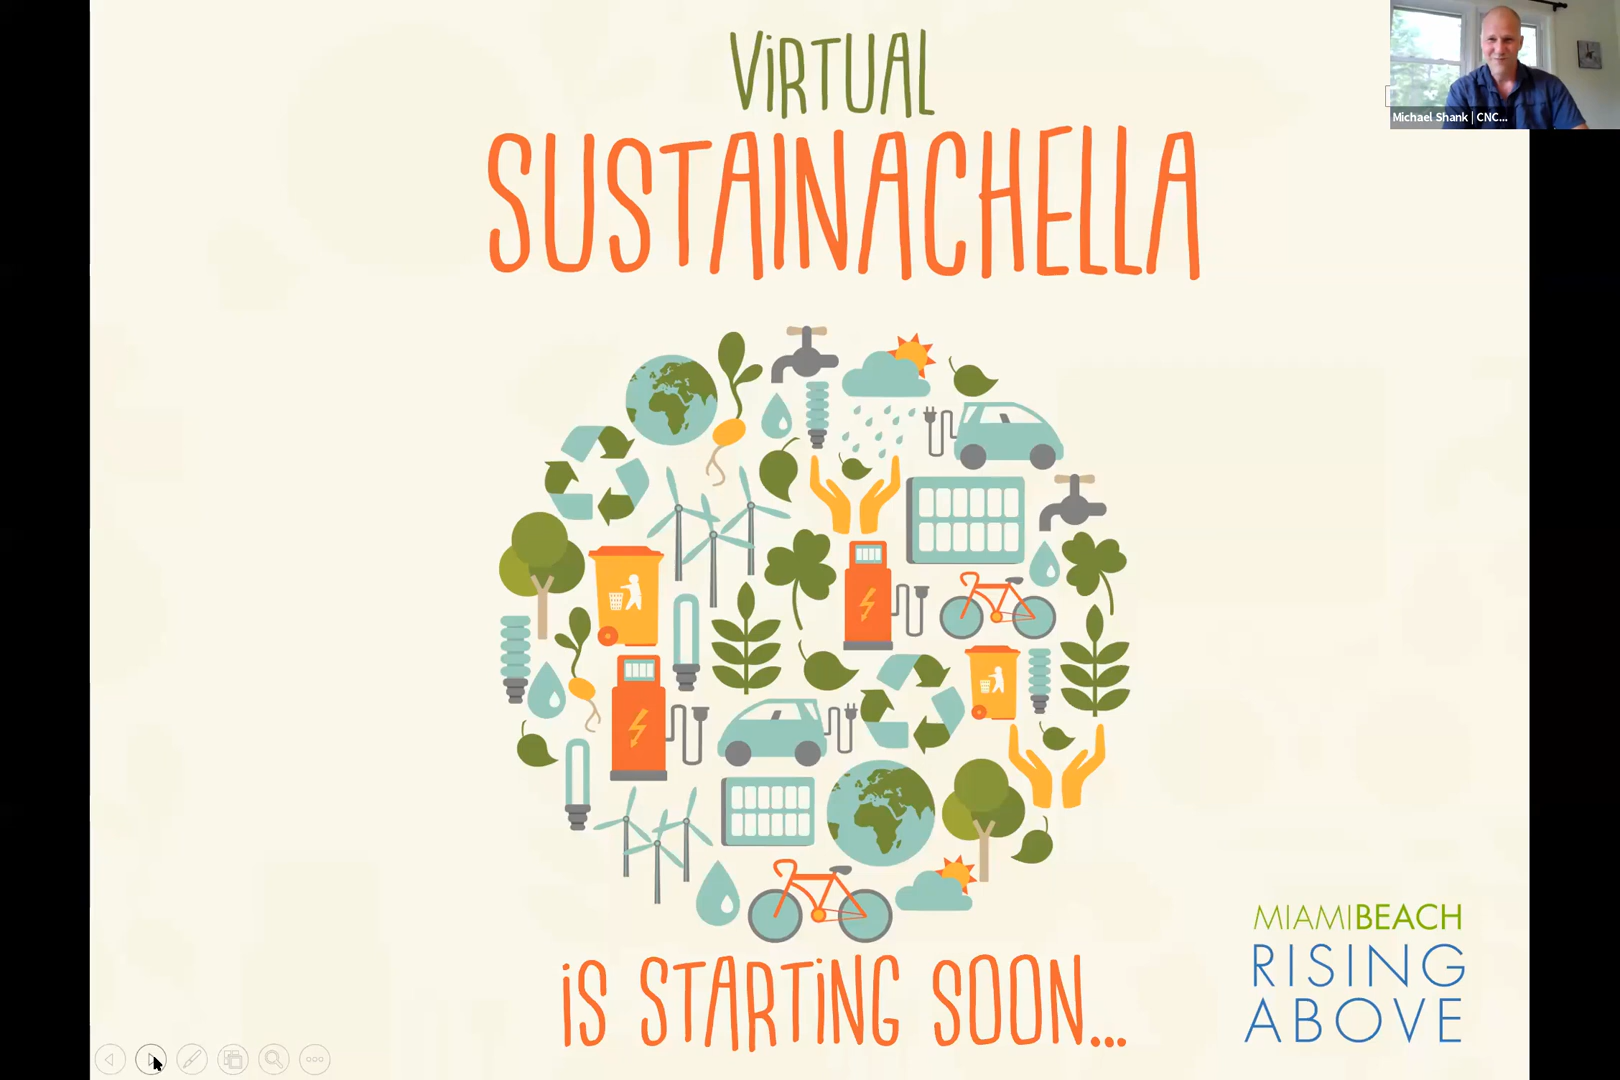 ViRTUAL
SUSTAINACHELLA
iS STARTiNG SOON...
MIAMIBEACH
RISING
ABOVE
Michael Shank | CNC...